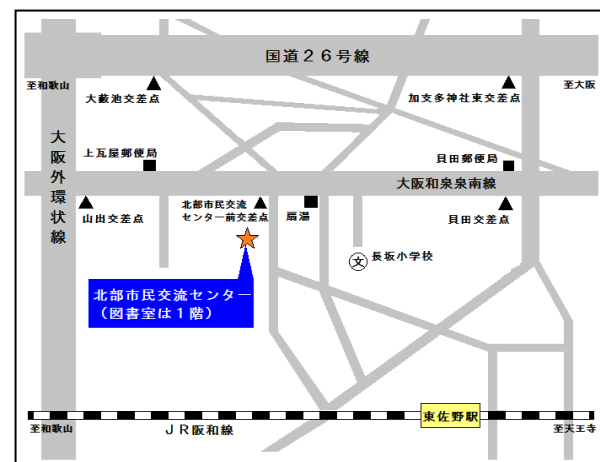 国道２６号線
至和歌山
至大阪
大藪池交差点
加支多神社東交差点
大阪外環状線
上瓦屋郵便局
貝田郵便局
大阪和泉泉南線
山出交差点
北部市民交流
センター前交差点
扇湯
貝田交差点
文
長坂小学校
北部市民交流センター
（図書室は１階）
東佐野駅
至和歌山
ＪＲ阪和線
至天王寺